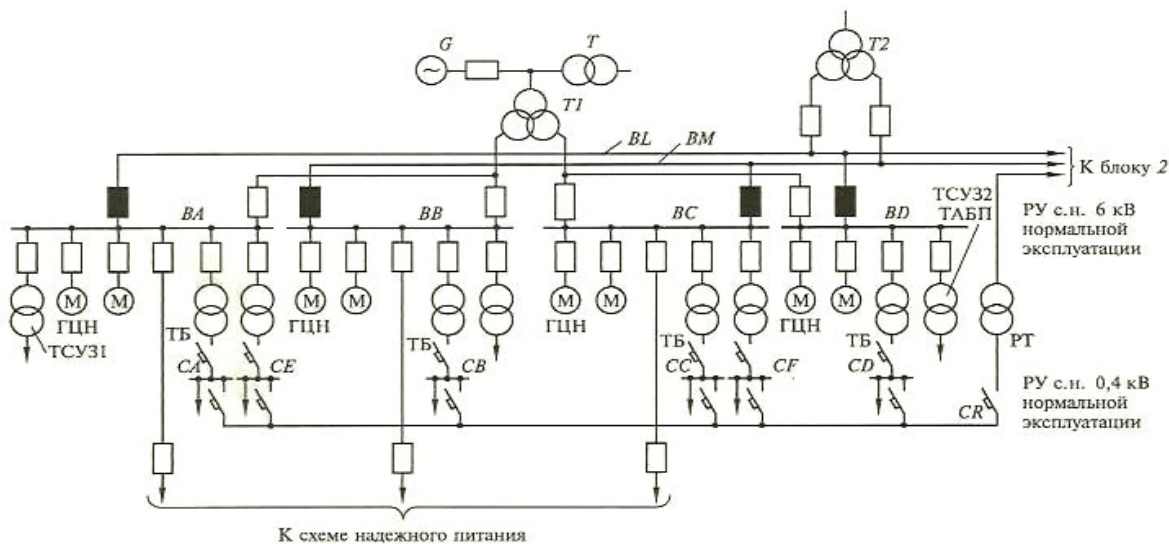 G
T
T2
~
T1
BL
BM
К блоку 2
ТСУЗ2
ТАБП
BA
BB
BC
BD
РУ с.н. 6 кВ
нормальной
эксплуатации
М
М
М
М
М
М
М
М
ГЦН
ГЦН
ГЦН
ТСУЗ1
ТБ
ТБ
ТБ
ТБ
РТ
CA
CE
CB
CC
CF
CD
CR
РУ с.н. 0,4 кВ
нормальной
эксплуатации
К схеме надежного питания
ГЦН